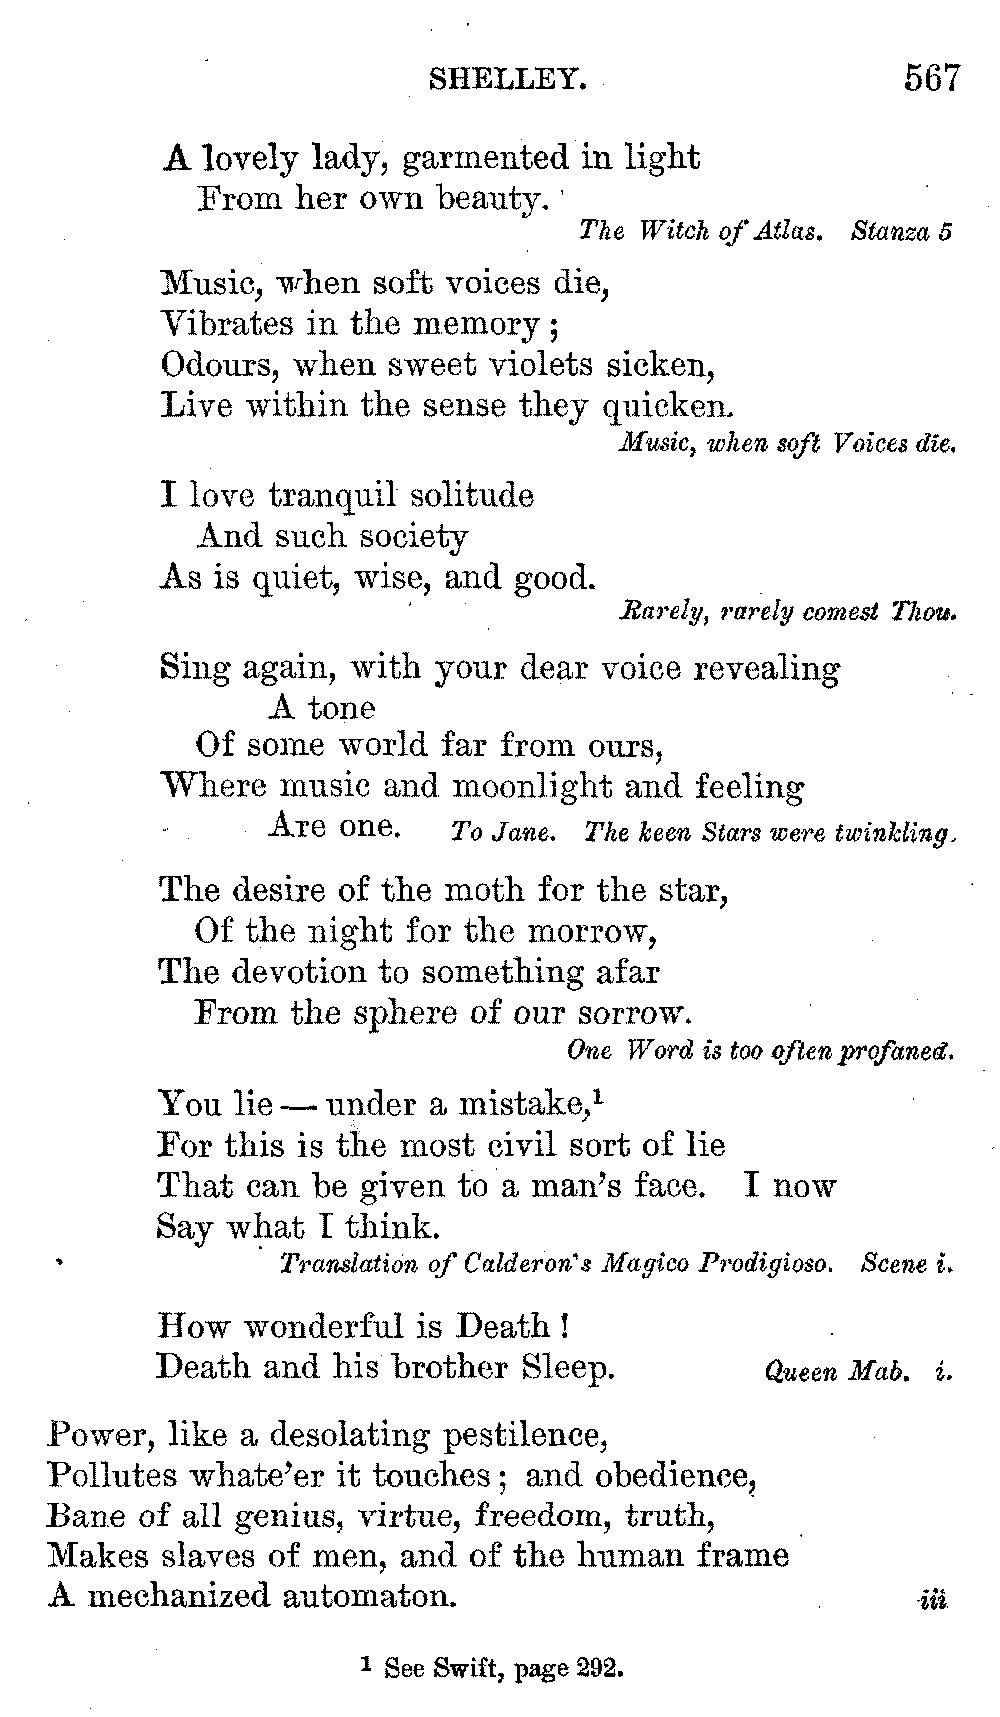 SHELLEY. 567
A lovely lady, garmented in light
From her own beauty.
The Witch of Atlas. Stanza 5
Music, when soft voices die,
Vibrates in the memory ;
Odours, when sweet violets sicken,
Live within the sense they quicken.
Music, when soft Voices die.
I love tranquil solitude
And such society
As is quiet, wise, and good.
Rarely, rarely comest Thou.
Sing again, with your dear voice revealing
A tone
Of some world far from ours,
Where music and moonlight and feeling
Are one. To Jane. The keen Stars were twinkling.
The desire of the moth for the star,
Of the night for the morrow,
The devotion to something afar
From the sphere of our sorrow.
One Word is too often profaned.
You lie — under a mistake,¹
For this is the most civil sort of lie
That can be given to a man's face. I now
Say what I think.
Translation of Calderon's Magico Prodigioso. Scene i.
How wonderful is Death !
Death and his brother Sleep. Queen Mab. i.
Power, like a desolating pestilence,
Pollutes whate'er it touches ; and obedience,
Bane of all genius, virtue, freedom, truth,
Makes slaves of men, and of the human frame
A mechanized automaton. iii
¹ See Swift, page 292.